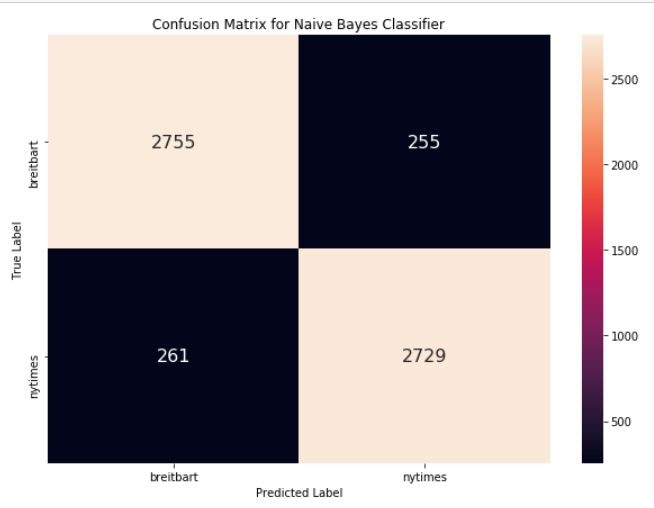 Confusion Matrix for Naive Bayes Classifier
True Label
breitbart
2755
255
nytimes
261
2729
breitbart
nytimes
Predicted Label
2500
2000
1500
1000
500